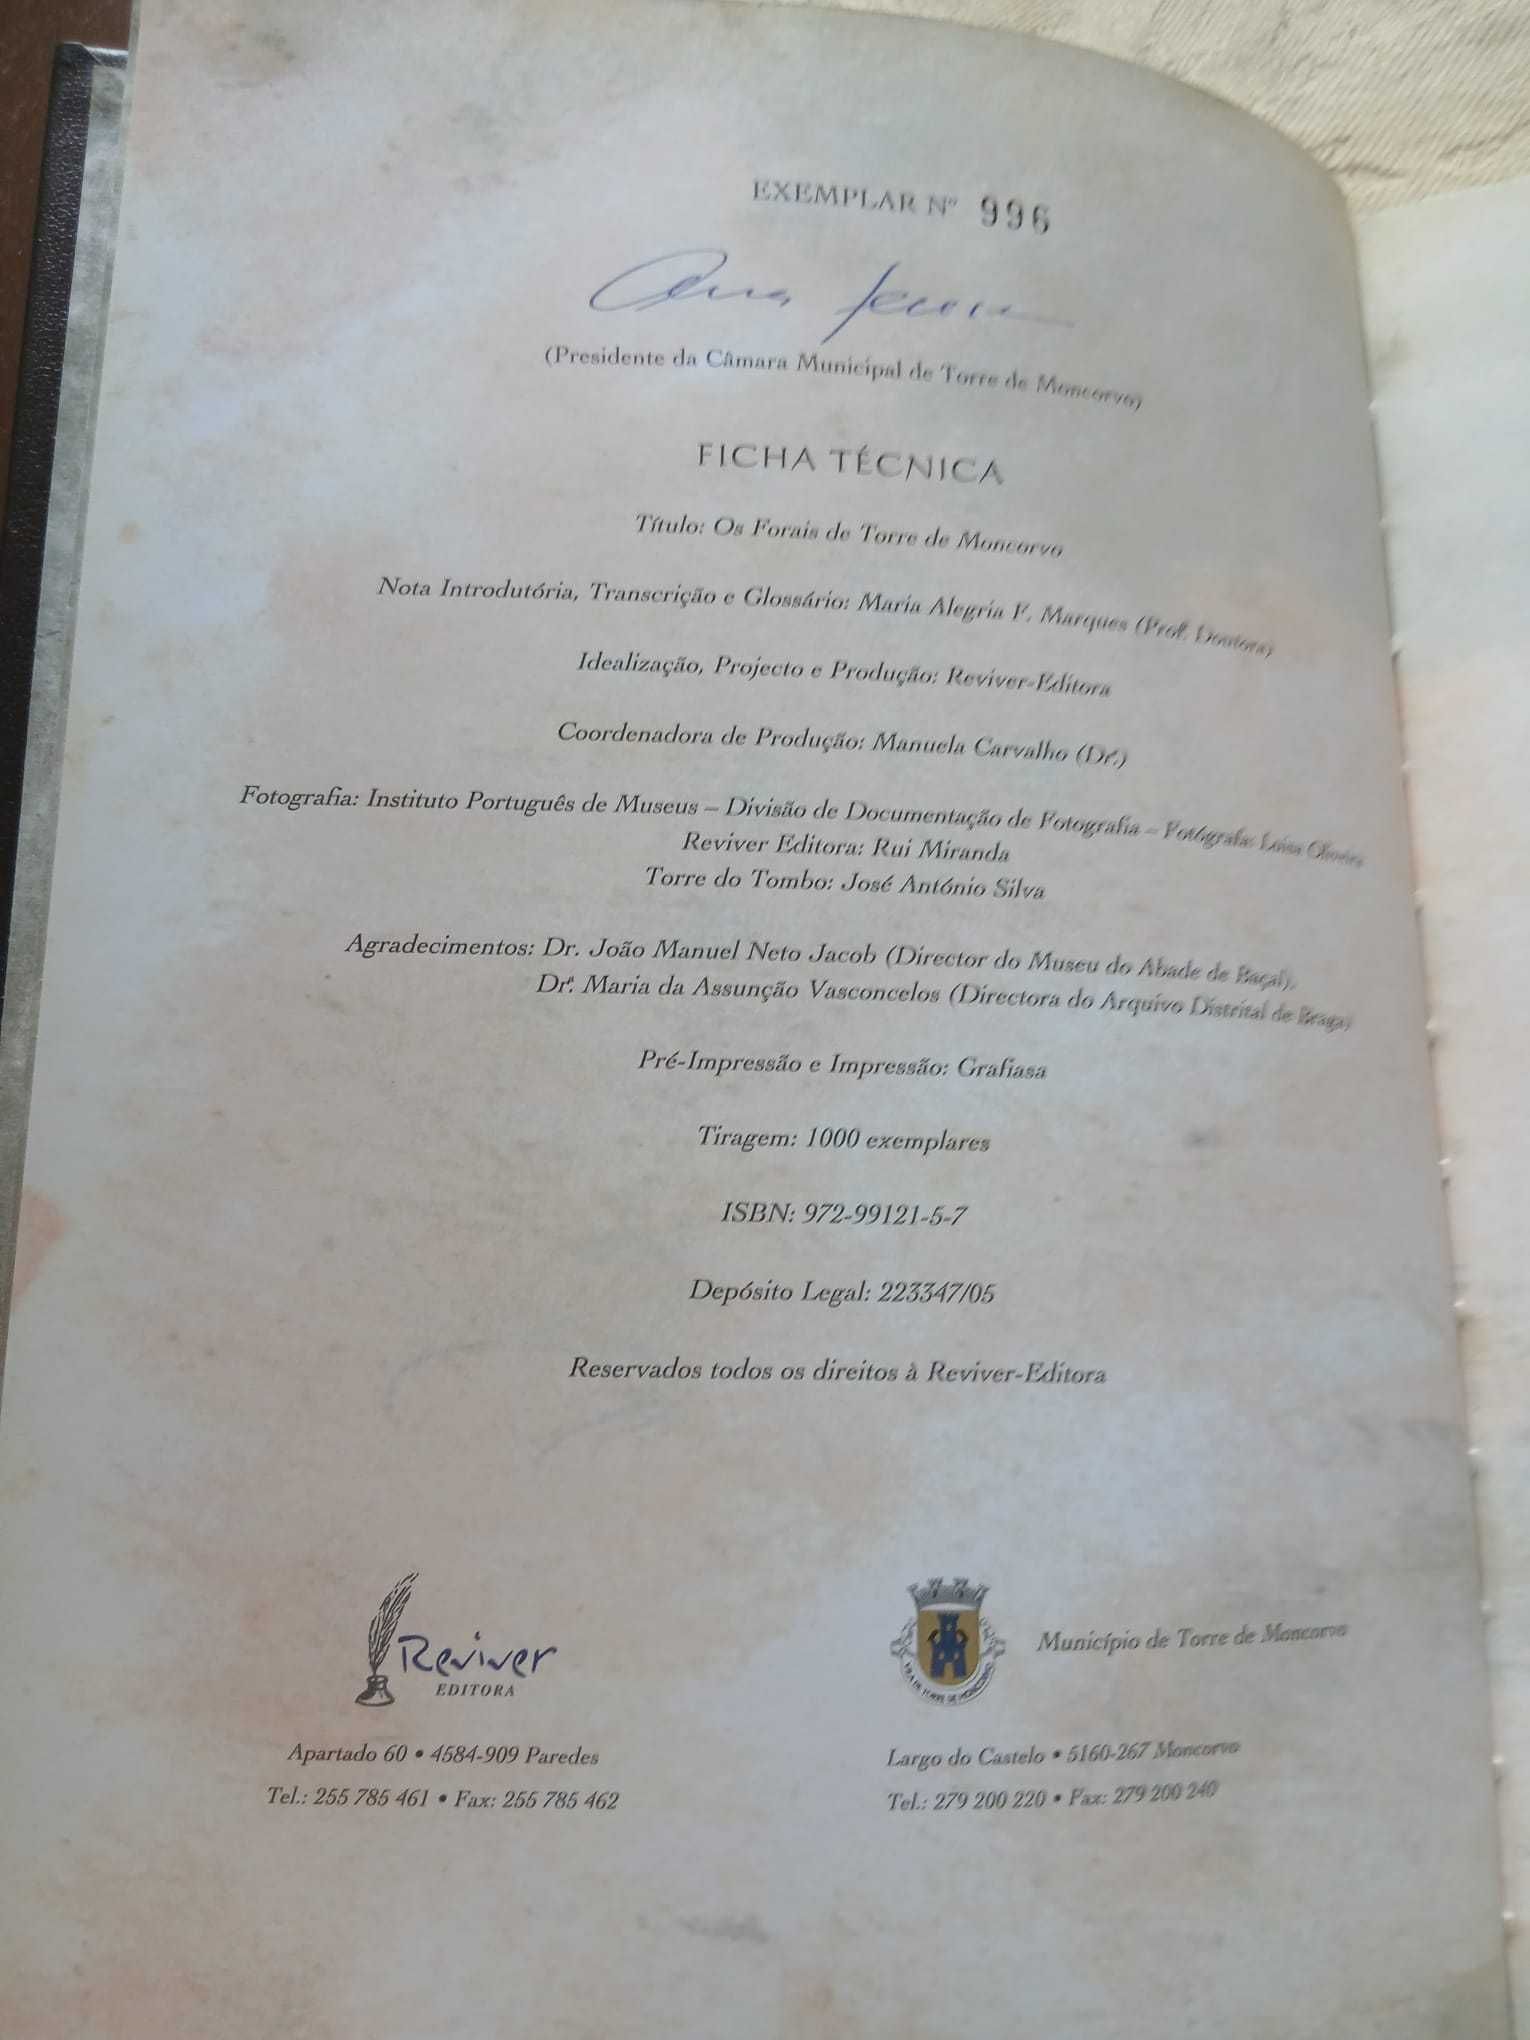 EXEMPLAR Nº 996
(Presidente da Câmara Municipal de Torre de Moncorvo)
FICHA TÉCNICA
Título: Os Forais de Torre de Moncorvo
Nota Introdutória, Transcrição e Glossário: Maria Alegria F. Marques (Prof. Doutora)
Idealização, Projecto e Produção: Reviver-Editora
Coordenadora de Produção: Manuela Carvalho (Drª.)
Fotografia: Instituto Português de Museus – Divisão de Documentação de Fotografia – Fotógrafa: Luísa Oliveira
Reviver Editora: Rui Miranda
Torre do Tombo: José António Silva
Agradecimentos: Dr. João Manuel Neto Jacob (Director do Museu do Abade de Baçal),
Drª. Maria da Assunção Vasconcelos (Directora do Arquivo Distrital de Braga)
Pré-Impressão e Impressão: Grafiasa
Tiragem: 1000 exemplares
ISBN: 972-99121-5-7
Depósito Legal: 223347/05
Reservados todos os direitos à Reviver-Editora
Reviver
EDITORA
Apartado 60 • 4584-909 Paredes
Tel.: 255 785 461 • Fax: 255 785 462
VILA DE TORRE DE MONCORVO
Município de Torre de Moncorvo
Largo do Castelo • 5160-267 Moncorvo
Tel.: 279 200 220 • Fax: 279 200 240